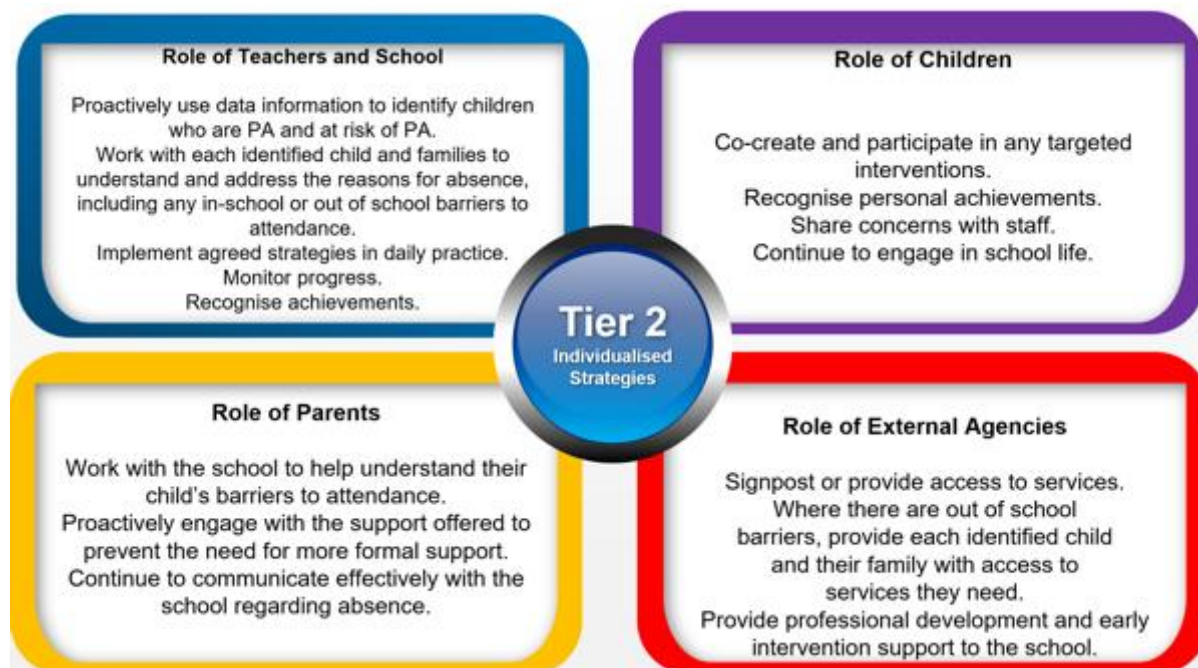 Role of Teachers and School
Proactively use data information to identify children
who are PA and at risk of PA.
Work with each identified child and families to
understand and address the reasons for absence,
including any in-school or out of school barriers to
attendance.
Implement agreed strategies in daily practice.
Monitor progress.
Recognise achievements.
Role of Children
Co-create and participate in any targeted
interventions.
Recognise personal achievements.
Share concerns with staff.
Continue to engage in school life.
Tier 2
Individualised
Strategies
Role of Parents
Work with the school to help understand their
child's barriers to attendance.
Proactively engage with the support offered to
prevent the need for more formal support.
Continue to communicate effectively with the
school regarding absence.
Role of External Agencies
Signpost or provide access to services.
Where there are out of school
barriers, provide each identified child
and their family with access to
services they need.
Provide professional development and early
intervention support to the school.